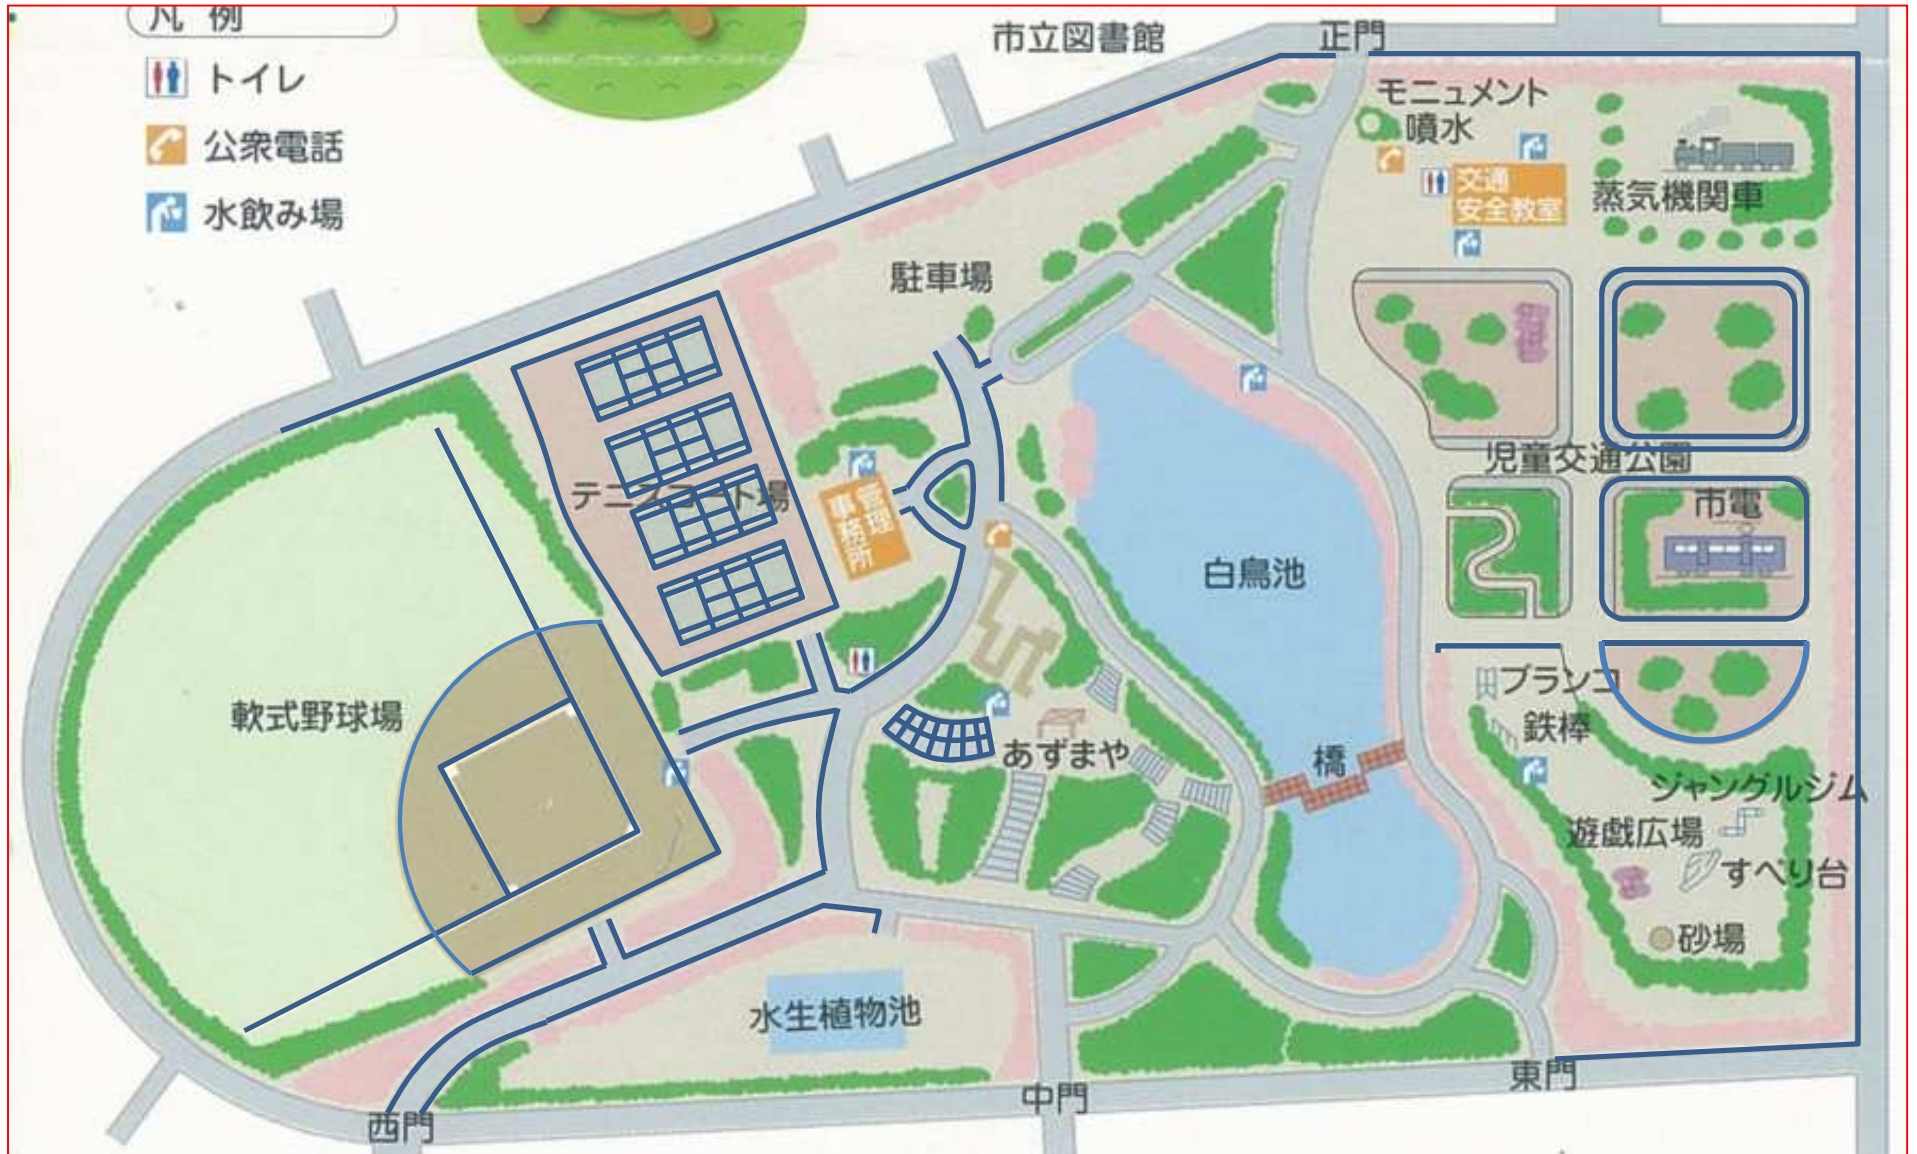 凡例
トイレ
公衆電話
水飲み場
市立図書館
正門
モニュメント
噴水
交通
安全教室
蒸気機関車
駐車場
児童交通公園
市電
テニスコート場
管理
事務所
白鳥池
軟式野球場
ブランコ
鉄棒
あずまや
橋
ジャングルジム
遊戯広場
すべり台
砂場
水生植物池
東門
中門
西門